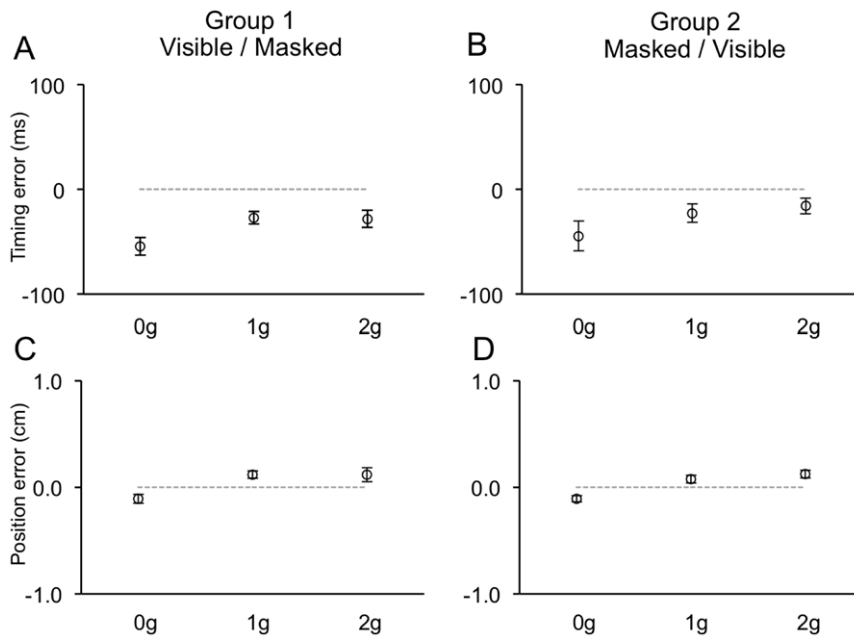 Group 1
Visible / Masked
Group 2
Masked / Visible
A
B
100
0
-100
Timing error (ms)
0g 1g 2g
100
0
-100
0g 1g 2g
C
D
1.0
0.0
-1.0
Position error (cm)
0g 1g 2g
1.0
0.0
-1.0
0g 1g 2g